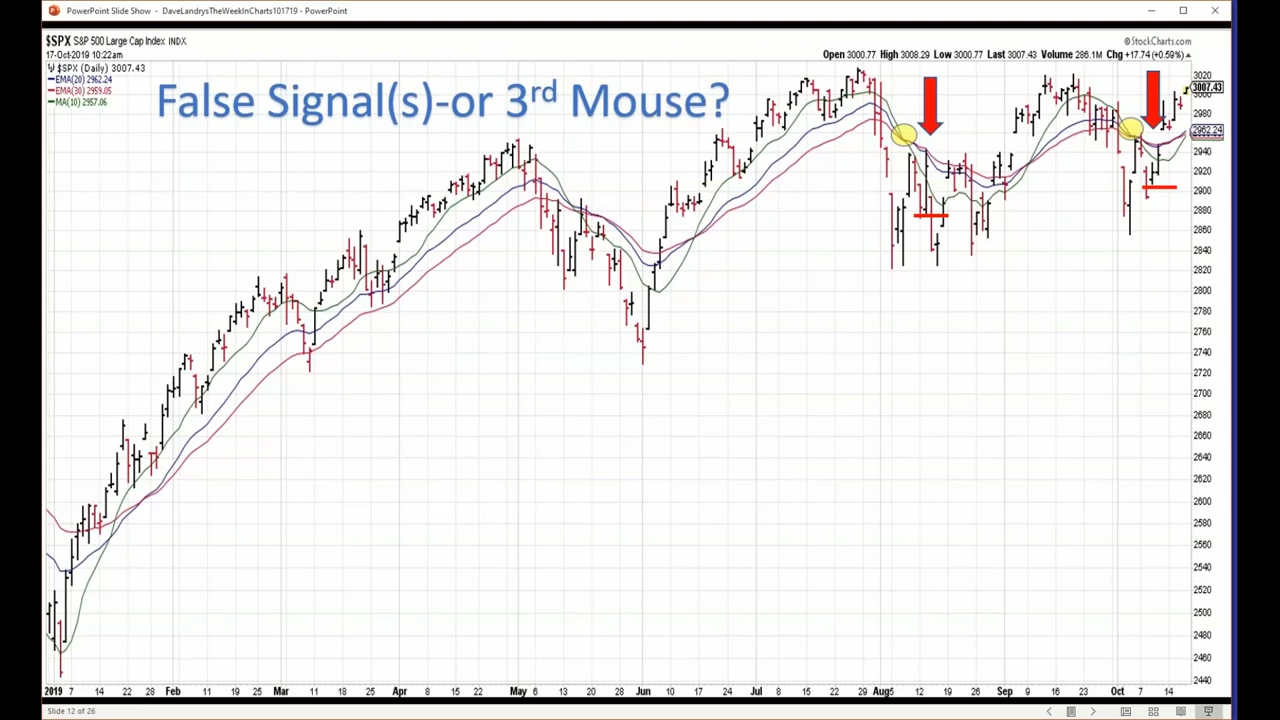 PowerPoint Slide Show - DaveLandrysTheWeekInCharts101719 - PowerPoint
$SPX S&P 500 Large Cap Index INDX
© StockCharts.com
17-Oct-2019 10:22am
Open 3000.77 High 3008.29 Low 3000.77 Last 3007.43 Volume 286.1M Chg +17.74 (+0.59%)
$SPX (Daily) 3007.43
EMA(20) 2962.24
EMA(30) 2959.05
MA(10) 2957.06
False Signal(s)-or 3rd Mouse?
3020
3007.43
3000
2980
2962.24
2940
2920
2900
2880
2860
2840
2820
2800
2780
2760
2740
2720
2700
2680
2660
2640
2620
2600
2580
2560
2540
2520
2500
2480
2460
2440
2019 7 14 22 28 Feb 11 19 25 Mar 11 18 25 Apr 8 15 22 May 6 13 20 28 Jun 10 17 24 Jul 8 15 22 29 Aug 5 12 19 26 Sep 9 16 23 Oct 7 14
Slide 12 of 26